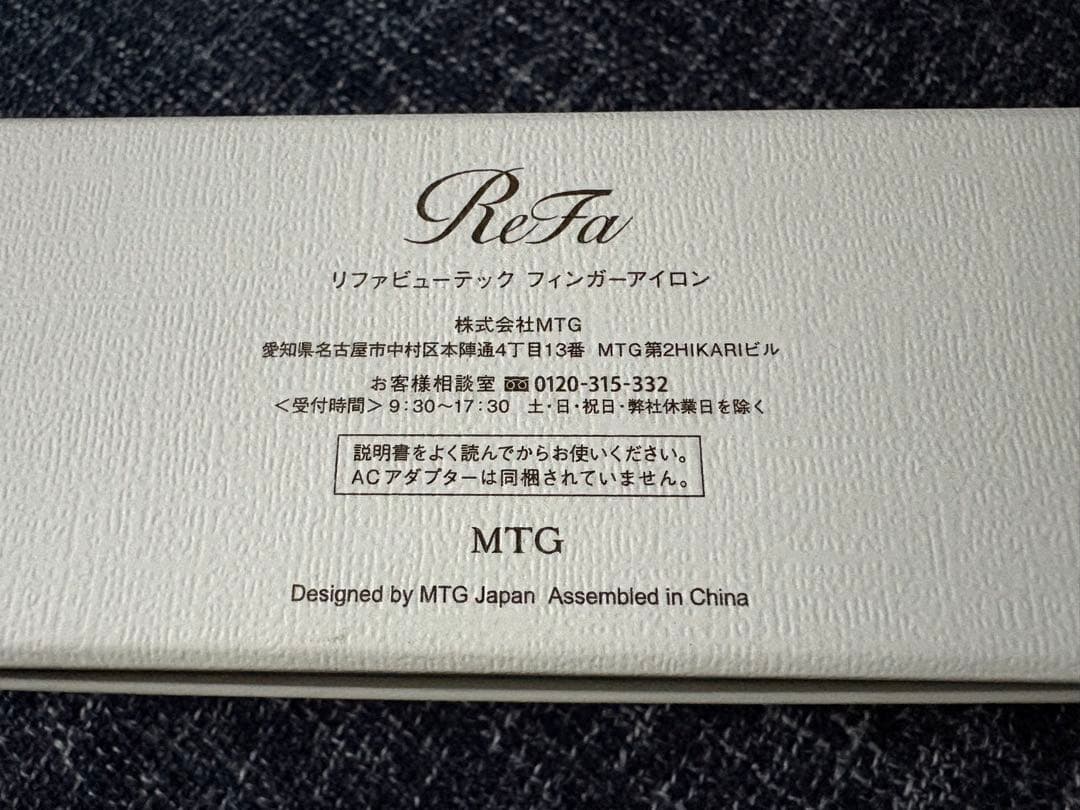 ReFa
リファビューテック フィンガーアイロン
株式会社MTG
愛知県名古屋市中村区本陣通4丁目13番 MTG第2HIKARIビル
お客様相談室 0120-315-332
＜受付時間＞ 9:30～17:30 土・日・祝日・弊社休業日を除く
説明書をよく読んでからお使いください。
ACアダプターは同梱されていません。
MTG
Designed by MTG Japan Assembled in China